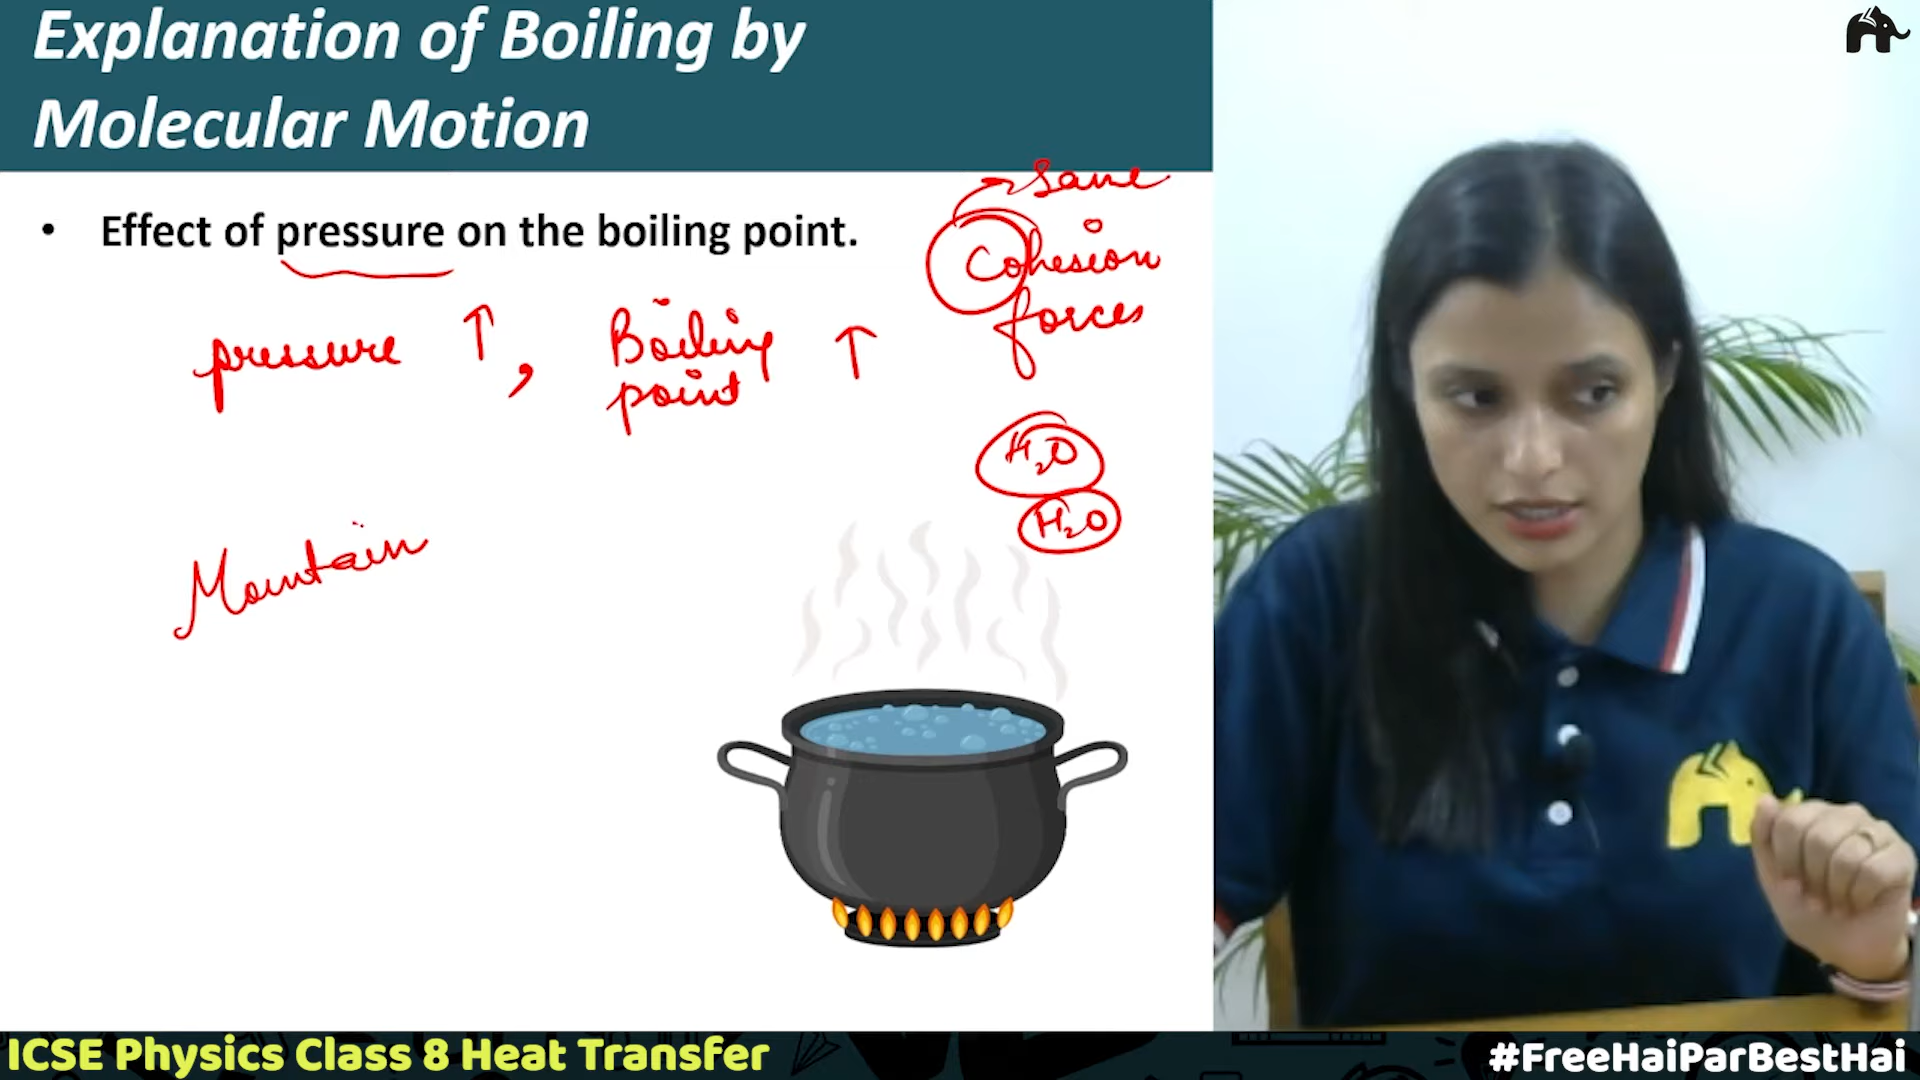 Explanation of Boiling by
Molecular Motion
• Effect of pressure on the boiling point.
Same
Cohesion
forces
pressure ↑, Boiling point ↑
H₂O
H₂O
Mountain
ICSE Physics Class 8 Heat Transfer
#FreeHaiParBestHai